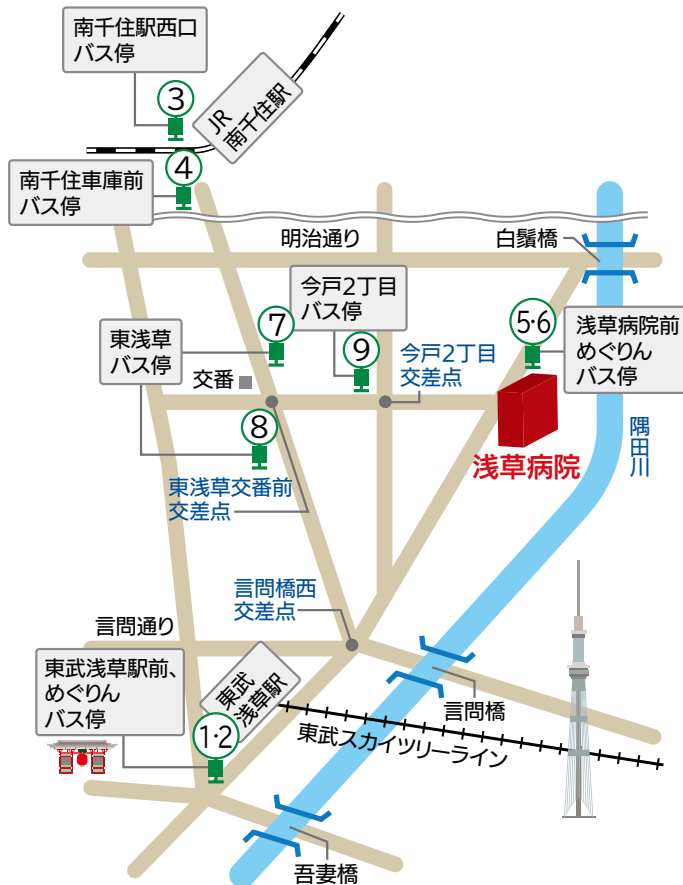 南千住駅西口
バス停
③
JR
南千住駅
④
南千住車庫前
バス停
明治通り
白鬚橋
今戸2丁目
バス停
⑦
東浅草
バス停
⑨
今戸2丁目
交差点
5・6
浅草病院前
めぐりん
バス停
交番
⑧
浅草病院
隅田川
東浅草交番前
交差点
言問橋西
交差点
言問通り
東武浅草駅前、
めぐりん
バス停
東武
浅草駅
1・2
言問橋
東武スカイツリーライン
吾妻橋